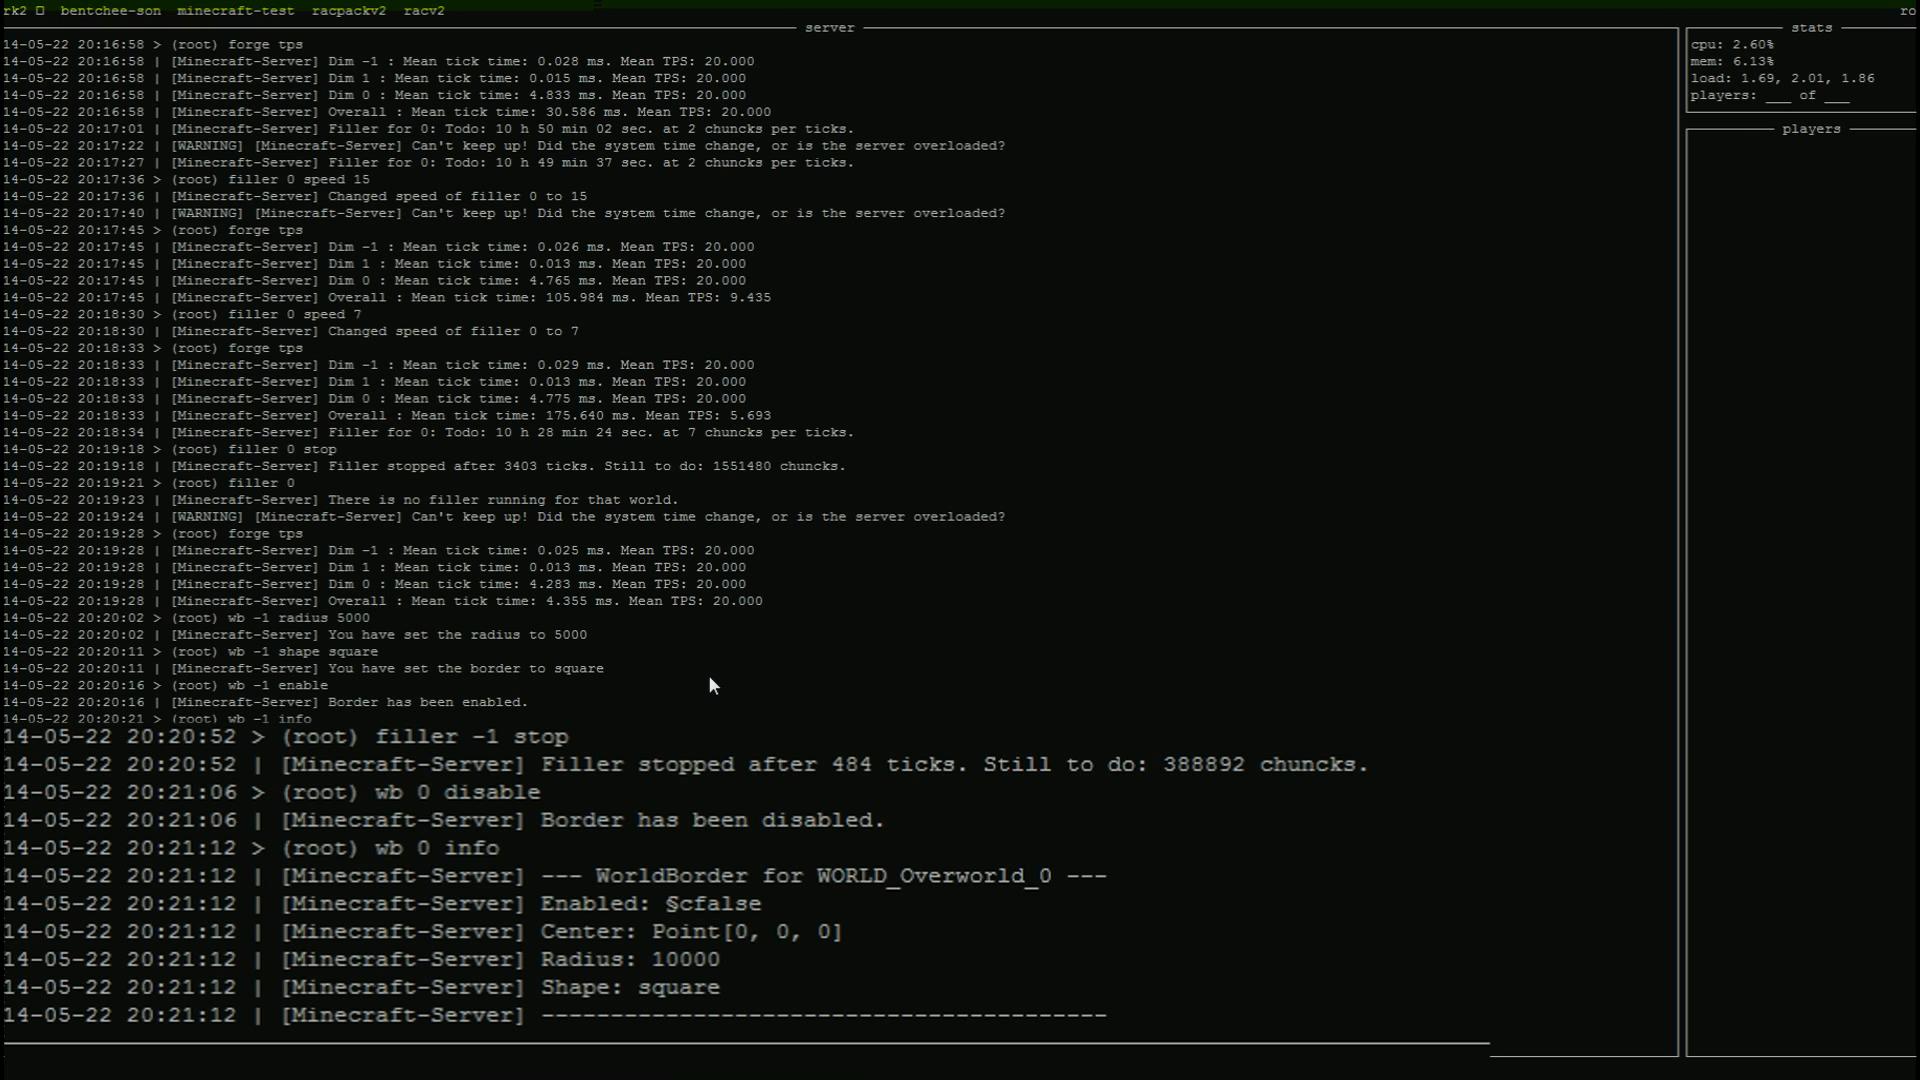 rk2 bentchee-son minecraft-test racpackv2 racv2 ro
server
14-05-22 20:16:58 > (root) forge tps
14-05-22 20:16:58 | [Minecraft-Server] Dim -1 : Mean tick time: 0.028 ms. Mean TPS: 20.000
14-05-22 20:16:58 | [Minecraft-Server] Dim 1 : Mean tick time: 0.015 ms. Mean TPS: 20.000
14-05-22 20:16:58 | [Minecraft-Server] Dim 0 : Mean tick time: 4.833 ms. Mean TPS: 20.000
14-05-22 20:16:58 | [Minecraft-Server] Overall : Mean tick time: 30.586 ms. Mean TPS: 20.000
14-05-22 20:17:01 | [Minecraft-Server] Filler for 0: Todo: 10 h 50 min 02 sec. at 2 chuncks per ticks.
14-05-22 20:17:22 | [WARNING] [Minecraft-Server] Can't keep up! Did the system time change, or is the server overloaded?
14-05-22 20:17:27 | [Minecraft-Server] Filler for 0: Todo: 10 h 49 min 37 sec. at 2 chuncks per ticks.
14-05-22 20:17:36 > (root) filler 0 speed 15
14-05-22 20:17:36 | [Minecraft-Server] Changed speed of filler 0 to 15
14-05-22 20:17:40 | [WARNING] [Minecraft-Server] Can't keep up! Did the system time change, or is the server overloaded?
14-05-22 20:17:45 > (root) forge tps
14-05-22 20:17:45 | [Minecraft-Server] Dim -1 : Mean tick time: 0.026 ms. Mean TPS: 20.000
14-05-22 20:17:45 | [Minecraft-Server] Dim 1 : Mean tick time: 0.013 ms. Mean TPS: 20.000
14-05-22 20:17:45 | [Minecraft-Server] Dim 0 : Mean tick time: 4.765 ms. Mean TPS: 20.000
14-05-22 20:17:45 | [Minecraft-Server] Overall : Mean tick time: 105.984 ms. Mean TPS: 9.435
14-05-22 20:18:30 > (root) filler 0 speed 7
14-05-22 20:18:30 | [Minecraft-Server] Changed speed of filler 0 to 7
14-05-22 20:18:33 > (root) forge tps
14-05-22 20:18:33 | [Minecraft-Server] Dim -1 : Mean tick time: 0.029 ms. Mean TPS: 20.000
14-05-22 20:18:33 | [Minecraft-Server] Dim 1 : Mean tick time: 0.013 ms. Mean TPS: 20.000
14-05-22 20:18:33 | [Minecraft-Server] Dim 0 : Mean tick time: 4.775 ms. Mean TPS: 20.000
14-05-22 20:18:33 | [Minecraft-Server] Overall : Mean tick time: 175.640 ms. Mean TPS: 5.693
14-05-22 20:18:34 | [Minecraft-Server] Filler for 0: Todo: 10 h 28 min 24 sec. at 7 chuncks per ticks.
14-05-22 20:19:18 > (root) filler 0 stop
14-05-22 20:19:18 | [Minecraft-Server] Filler stopped after 3403 ticks. Still to do: 1551480 chuncks.
14-05-22 20:19:21 > (root) filler 0
14-05-22 20:19:23 | [Minecraft-Server] There is no filler running for that world.
14-05-22 20:19:24 | [WARNING] [Minecraft-Server] Can't keep up! Did the system time change, or is the server overloaded?
14-05-22 20:19:28 > (root) forge tps
14-05-22 20:19:28 | [Minecraft-Server] Dim -1 : Mean tick time: 0.025 ms. Mean TPS: 20.000
14-05-22 20:19:28 | [Minecraft-Server] Dim 1 : Mean tick time: 0.013 ms. Mean TPS: 20.000
14-05-22 20:19:28 | [Minecraft-Server] Dim 0 : Mean tick time: 4.283 ms. Mean TPS: 20.000
14-05-22 20:19:28 | [Minecraft-Server] Overall : Mean tick time: 4.355 ms. Mean TPS: 20.000
14-05-22 20:20:02 > (root) wb -1 radius 5000
14-05-22 20:20:02 | [Minecraft-Server] You have set the radius to 5000
14-05-22 20:20:11 > (root) wb -1 shape square
14-05-22 20:20:11 | [Minecraft-Server] You have set the border to square
14-05-22 20:20:16 > (root) wb -1 enable
14-05-22 20:20:16 | [Minecraft-Server] Border has been enabled.
14-05-22 20:20:21 > (root) wb -1 info
14-05-22 20:20:52 > (root) filler -1 stop
14-05-22 20:20:52 | [Minecraft-Server] Filler stopped after 484 ticks. Still to do: 388892 chuncks.
14-05-22 20:21:06 > (root) wb 0 disable
14-05-22 20:21:06 | [Minecraft-Server] Border has been disabled.
14-05-22 20:21:12 > (root) wb 0 info
14-05-22 20:21:12 | [Minecraft-Server] --- WorldBorder for WORLD_Overworld_0 ---
14-05-22 20:21:12 | [Minecraft-Server] Enabled: §cfalse
14-05-22 20:21:12 | [Minecraft-Server] Center: Point[0, 0, 0]
14-05-22 20:21:12 | [Minecraft-Server] Radius: 10000
14-05-22 20:21:12 | [Minecraft-Server] Shape: square
14-05-22 20:21:12 | [Minecraft-Server] -----------------------------------------
stats
cpu: 2.60%
mem: 6.13%
load: 1.69, 2.01, 1.86
players: ___ of ___
players